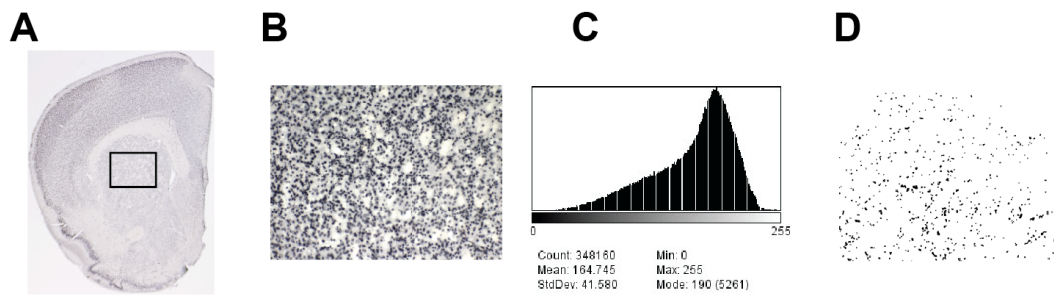 A
B
C
D
0 255
Count: 348160 Min: 0
Mean: 164.745 Max: 255
StdDev: 41.580 Mode: 190 (5261)